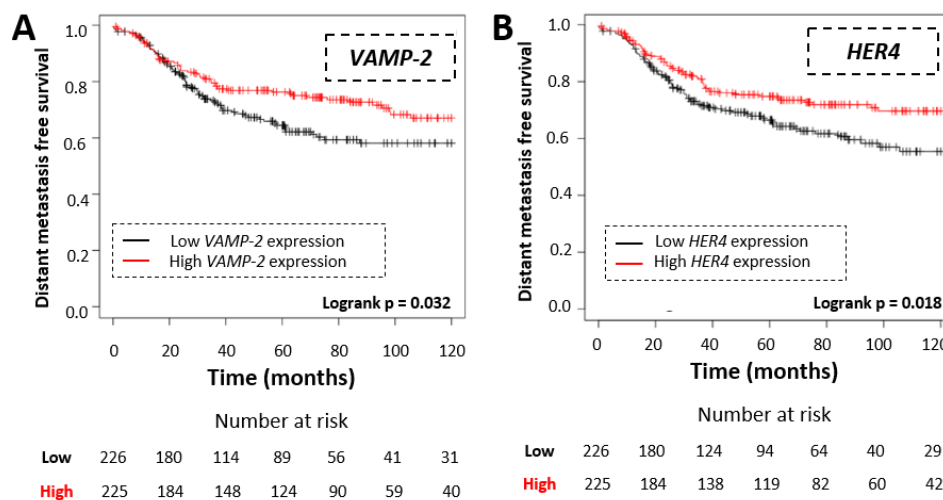 A
VAMP-2
Distant metastasis free survival
1.0
0.8
0.6
0.4
0.2
0.0
Low VAMP-2 expression
High VAMP-2 expression
Logrank p = 0.032
0 20 40 60 80 100 120
Time (months)
Number at risk
Low 226 180 114 89 56 41 31
High 225 184 148 124 90 59 40
B
HER4
Distant metastasis free survival
1.0
0.8
0.6
0.4
0.2
0.0
Low HER4 expression
High HER4 expression
Logrank p = 0.018
0 20 40 60 80 100 120
Time (months)
Number at risk
Low 226 180 124 94 64 40 29
High 225 184 138 119 82 60 42